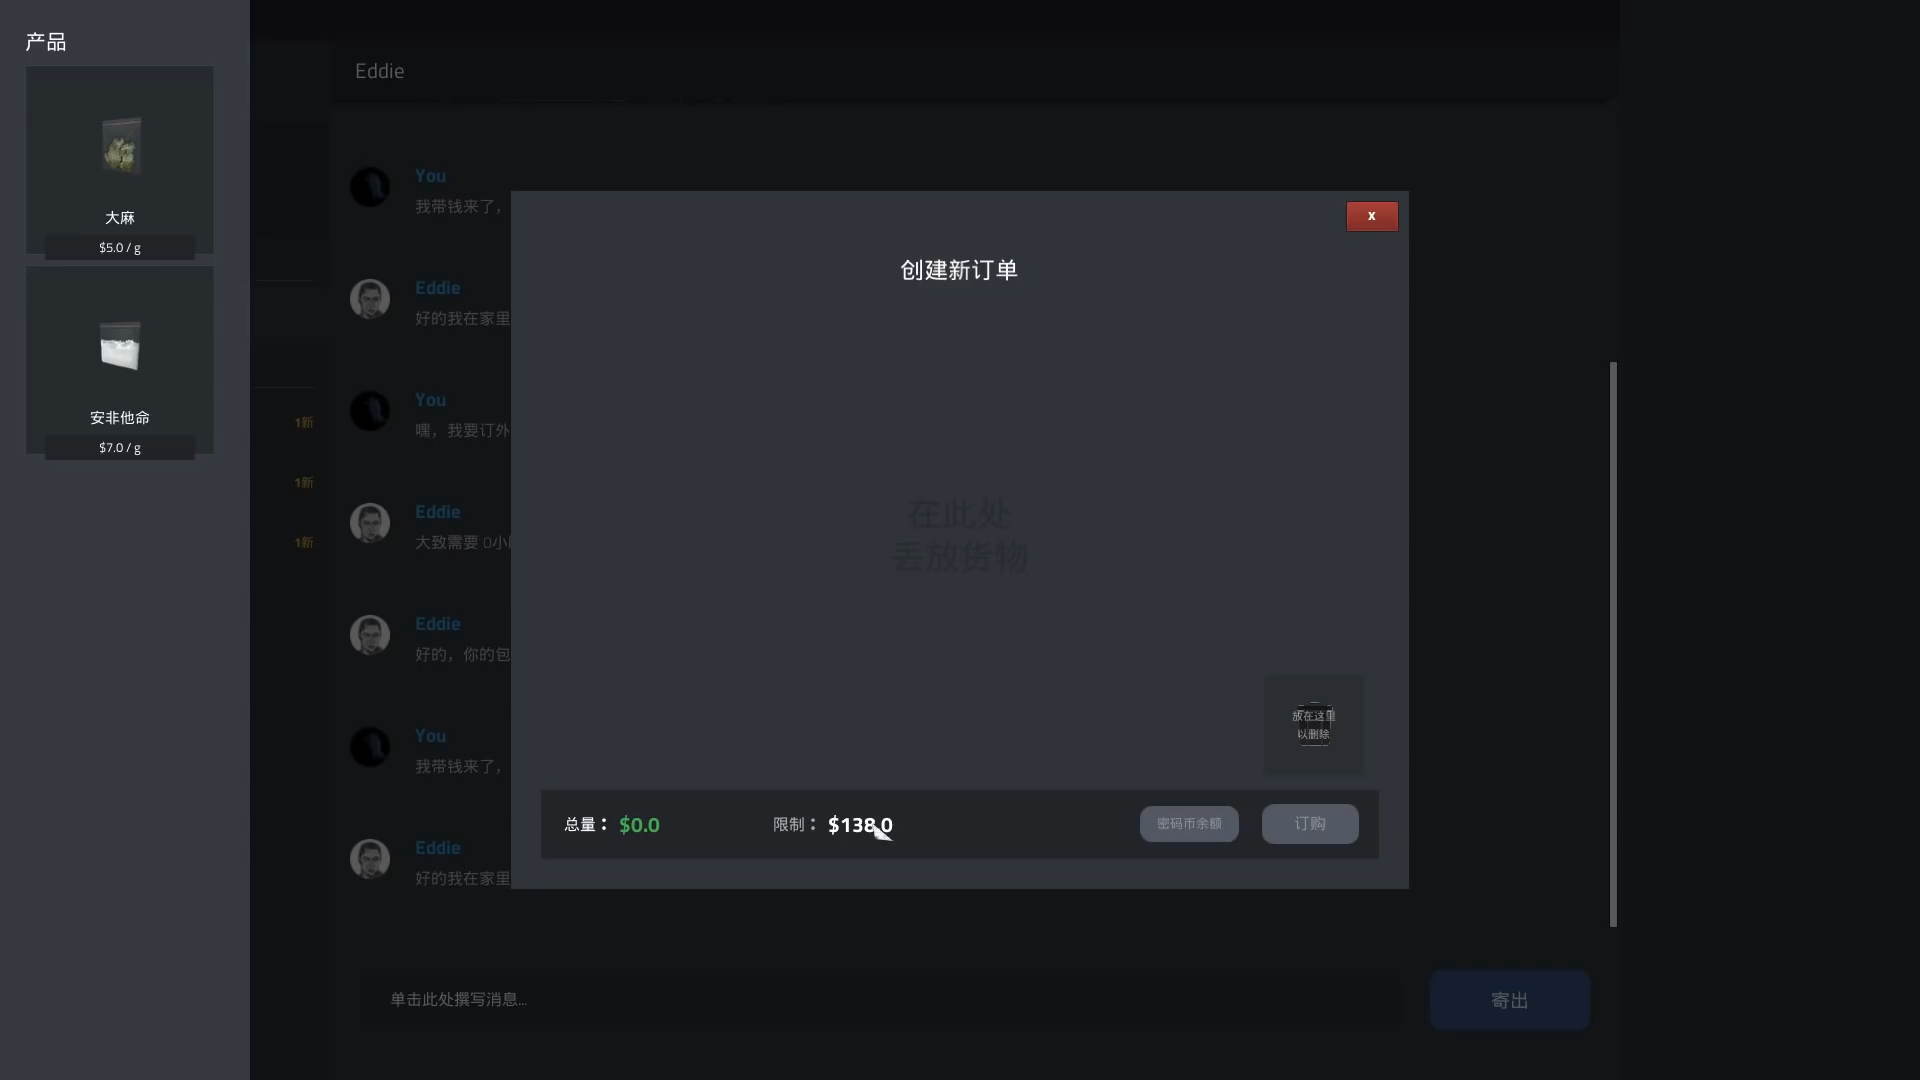 产品
大麻
$5.0 / g
安非他命
$7.0 / g
1新
1新
1新
Eddie
You
我带钱来了，
Eddie
好的我在家里
You
嘿，我要订外
Eddie
大致需要 0小
Eddie
好的，你的包
You
我带钱来了，
Eddie
好的我在家里
x
创建新订单
在此处
丢放货物
放在这里
以删除
总量： $0.0
限制： $138.0
密码币余额
订购
单击此处撰写消息...
寄出